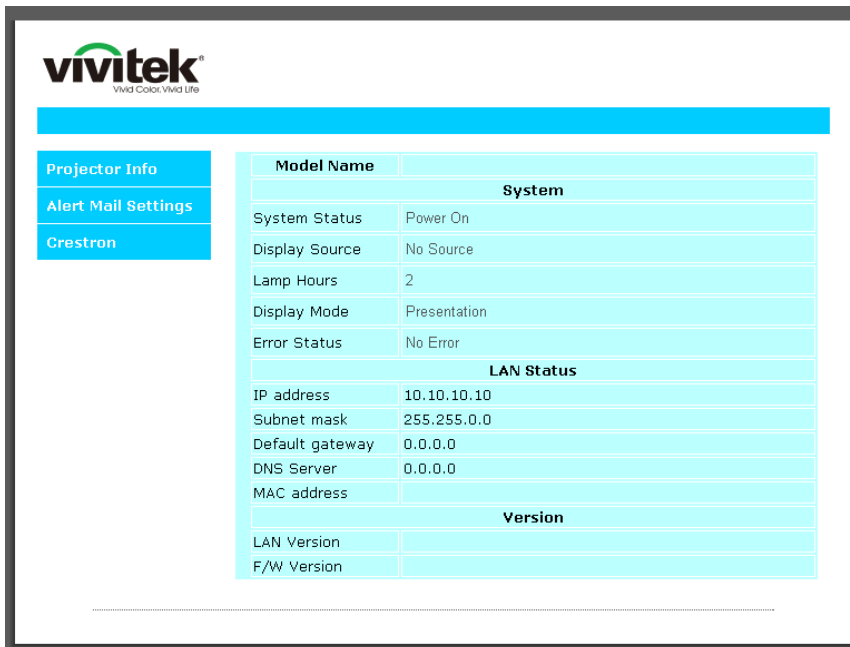 vivitek®
Vivid Color, Vivid Life
Projector Info
Alert Mail Settings
Crestron
Model Name
System
System Status Power On
Display Source No Source
Lamp Hours 2
Display Mode Presentation
Error Status No Error
LAN Status
IP address 10.10.10.10
Subnet mask 255.255.0.0
Default gateway 0.0.0.0
DNS Server 0.0.0.0
MAC address
Version
LAN Version
F/W Version